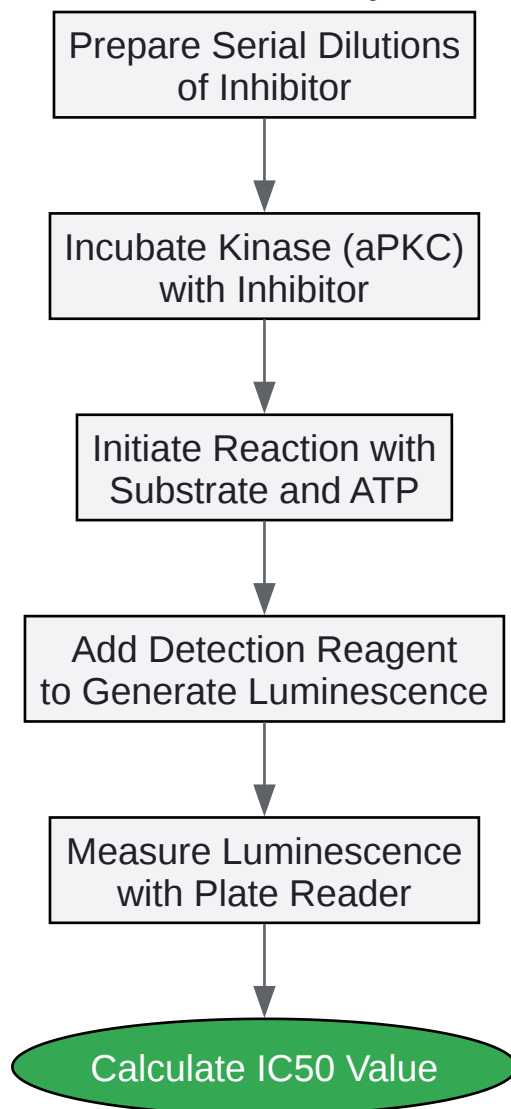 Prepare Serial Dilutions
of Inhibitor
Incubate Kinase (aPKC)
with Inhibitor
Initiate Reaction with
Substrate and ATP
Add Detection Reagent
to Generate Luminescence
Measure Luminescence
with Plate Reader
Calculate IC50 Value